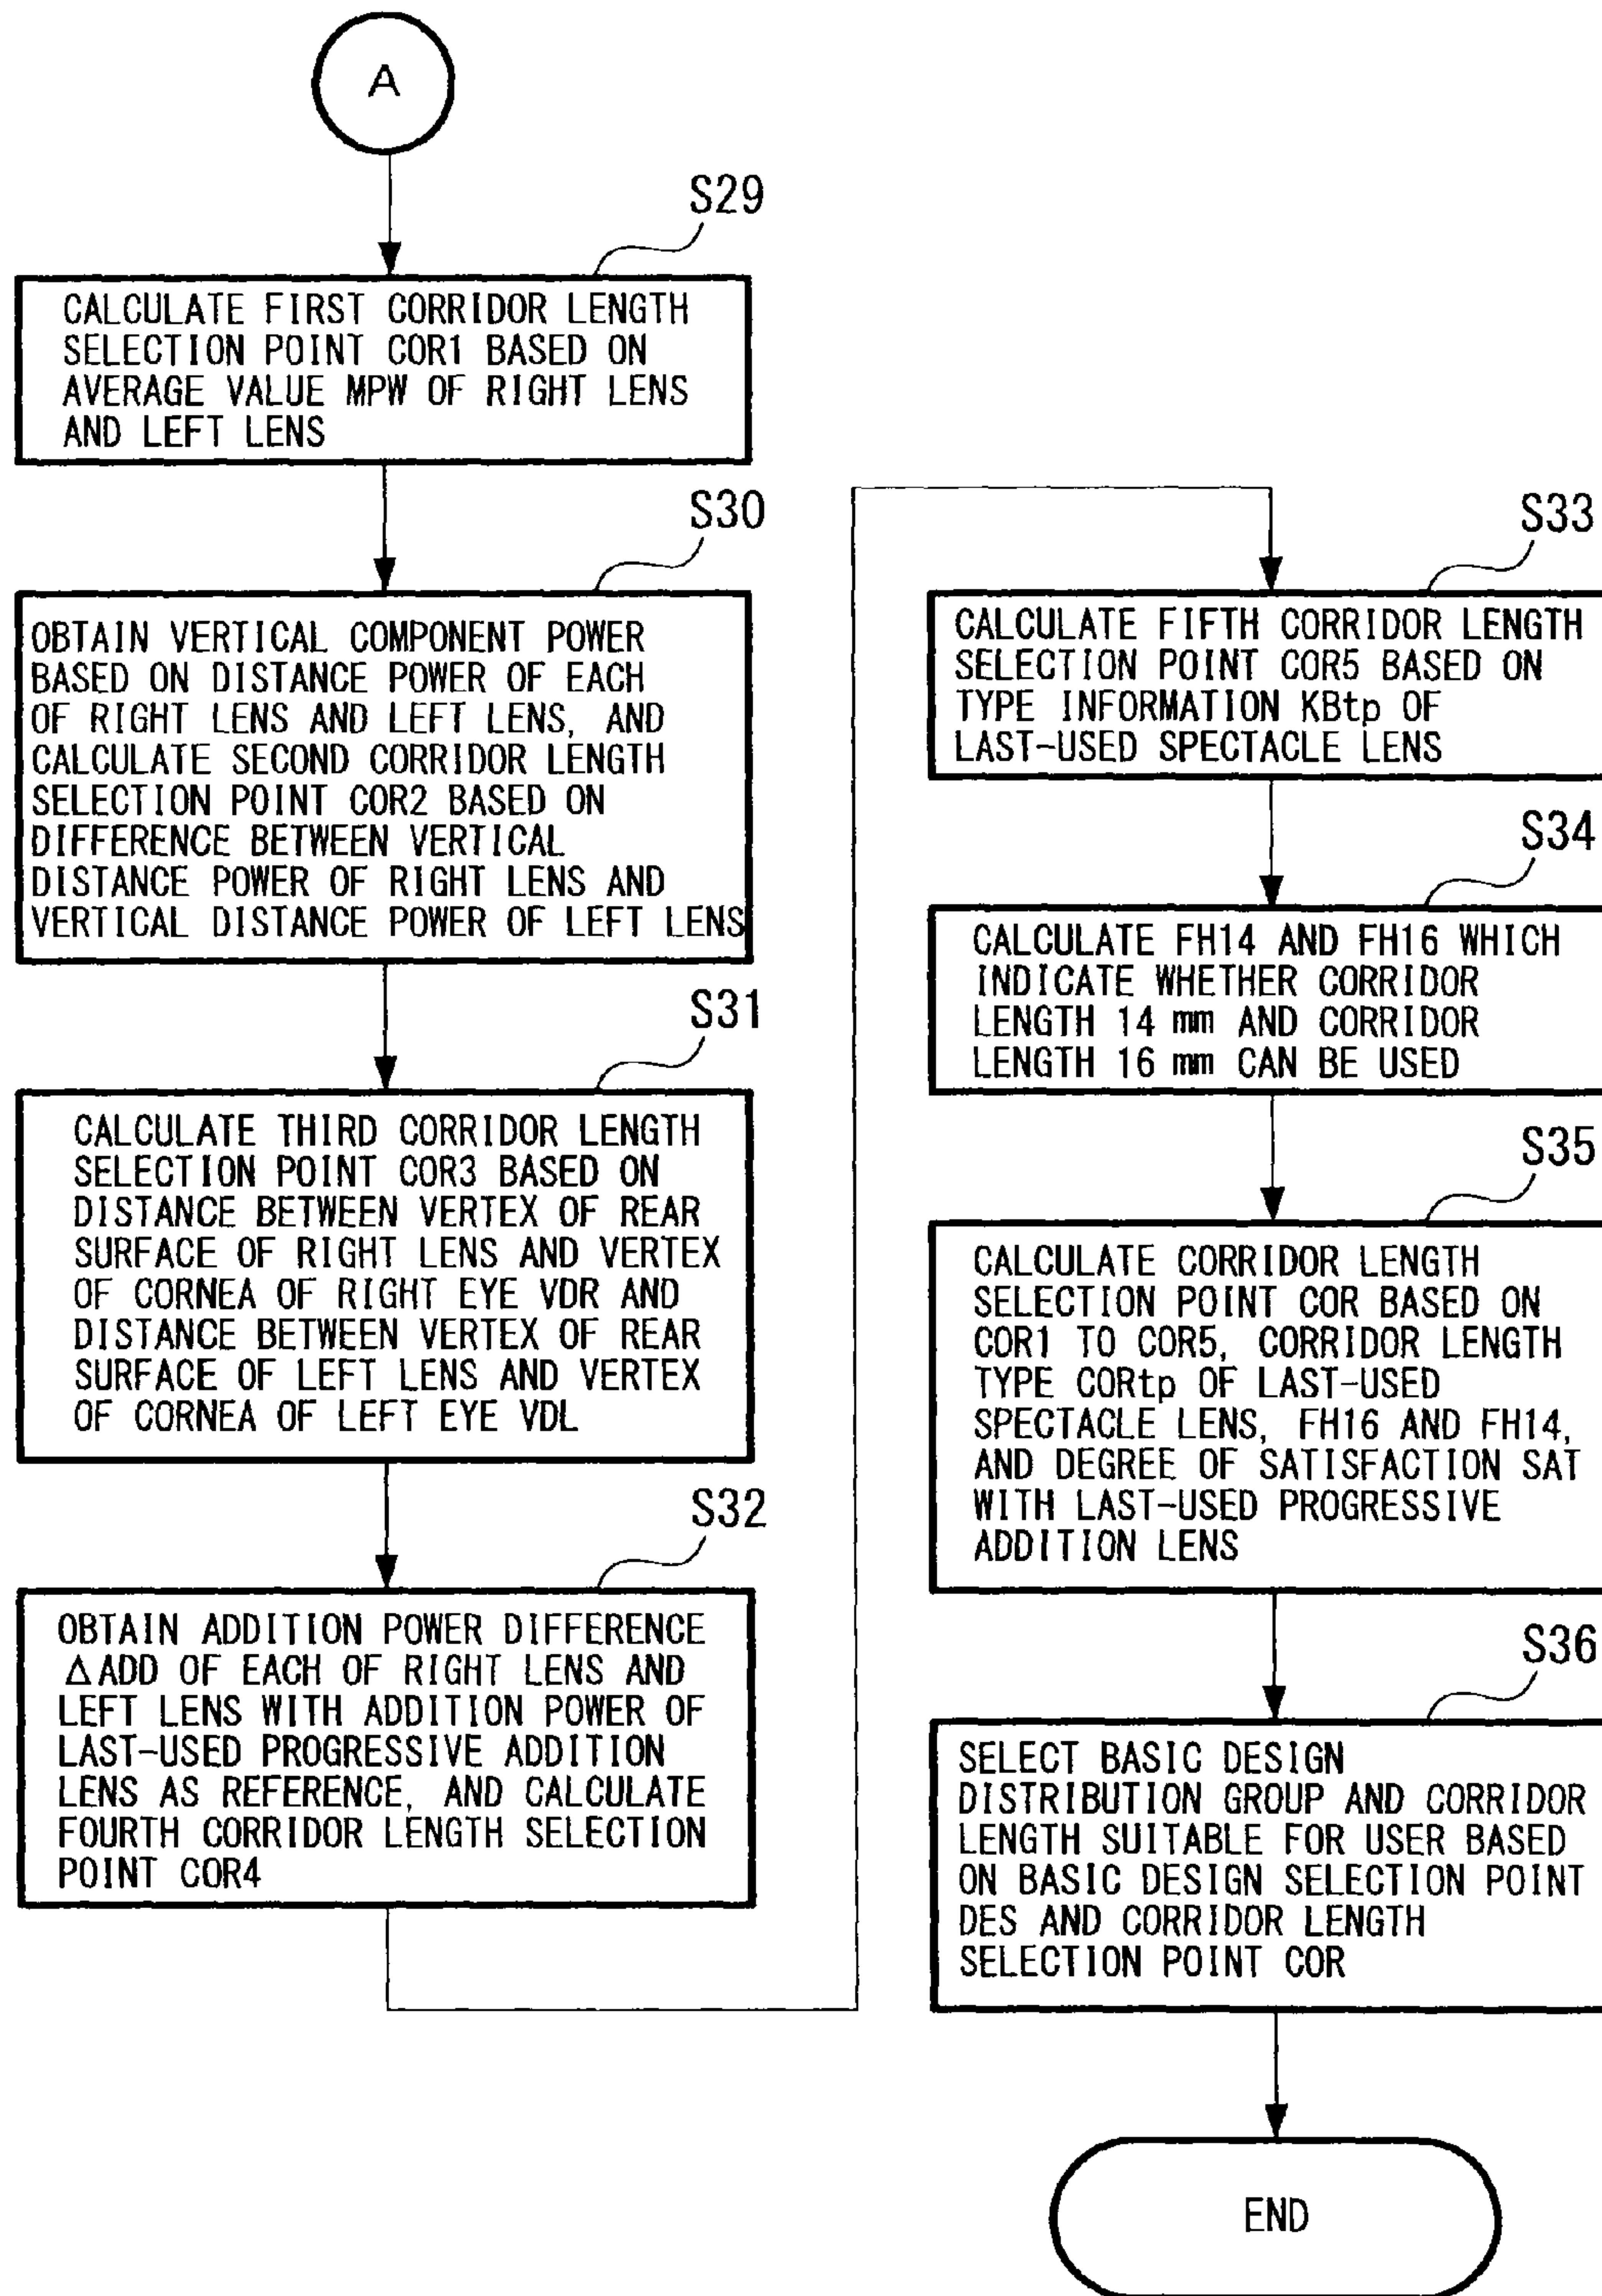 A
S29
CALCULATE FIRST CORRIDOR LENGTH
SELECTION POINT COR1 BASED ON
AVERAGE VALUE MPW OF RIGHT LENS
AND LEFT LENS
S30
OBTAIN VERTICAL COMPONENT POWER
BASED ON DISTANCE POWER OF EACH
OF RIGHT LENS AND LEFT LENS, AND
CALCULATE SECOND CORRIDOR LENGTH
SELECTION POINT COR2 BASED ON
DIFFERENCE BETWEEN VERTICAL
DISTANCE POWER OF RIGHT LENS AND
VERTICAL DISTANCE POWER OF LEFT LENS
S31
CALCULATE THIRD CORRIDOR LENGTH
SELECTION POINT COR3 BASED ON
DISTANCE BETWEEN VERTEX OF REAR
SURFACE OF RIGHT LENS AND VERTEX
OF CORNEA OF RIGHT EYE VDR AND
DISTANCE BETWEEN VERTEX OF REAR
SURFACE OF LEFT LENS AND VERTEX
OF CORNEA OF LEFT EYE VDL
S32
OBTAIN ADDITION POWER DIFFERENCE
ΔADD OF EACH OF RIGHT LENS AND
LEFT LENS WITH ADDITION POWER OF
LAST-USED PROGRESSIVE ADDITION
LENS AS REFERENCE, AND CALCULATE
FOURTH CORRIDOR LENGTH SELECTION
POINT COR4
S33
CALCULATE FIFTH CORRIDOR LENGTH
SELECTION POINT COR5 BASED ON
TYPE INFORMATION KBtp OF
LAST-USED SPECTACLE LENS
S34
CALCULATE FH14 AND FH16 WHICH
INDICATE WHETHER CORRIDOR
LENGTH 14 mm AND CORRIDOR
LENGTH 16 mm CAN BE USED
S35
CALCULATE CORRIDOR LENGTH
SELECTION POINT COR BASED ON
COR1 TO COR5, CORRIDOR LENGTH
TYPE CORtp OF LAST-USED
SPECTACLE LENS, FH16 AND FH14,
AND DEGREE OF SATISFACTION SAT
WITH LAST-USED PROGRESSIVE
ADDITION LENS
S36
SELECT BASIC DESIGN
DISTRIBUTION GROUP AND CORRIDOR
LENGTH SUITABLE FOR USER BASED
ON BASIC DESIGN SELECTION POINT
DES AND CORRIDOR LENGTH
SELECTION POINT COR
END